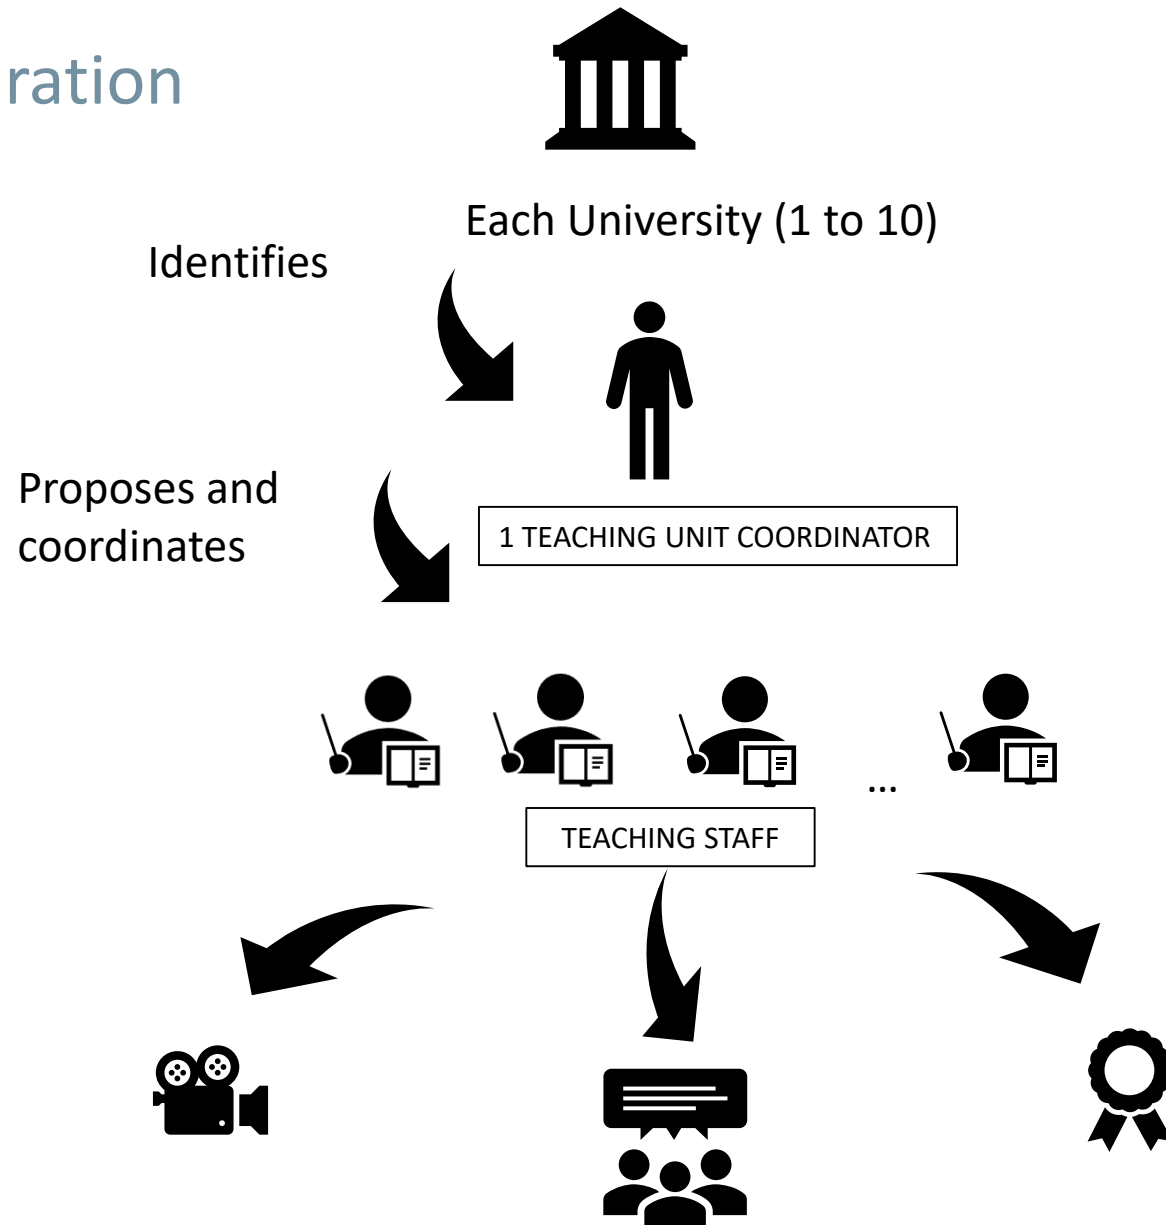 ration
Each University (1 to 10)
Identifies
Proposes and
coordinates
1 TEACHING UNIT COORDINATOR
...
TEACHING STAFF